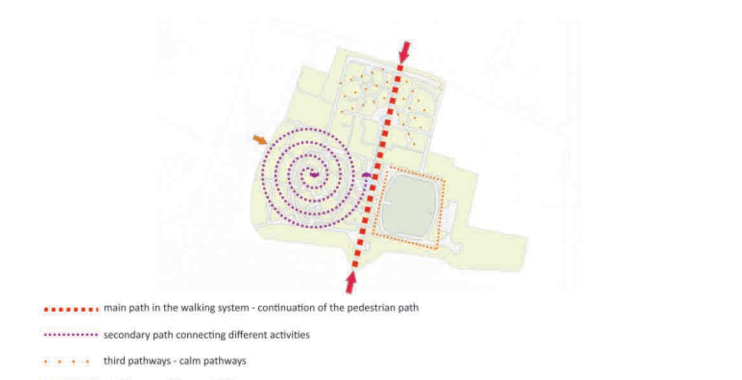 main path in the walking system - continuation of the pedestrian path
secondary path connecting different activities
third pathways - calm pathways